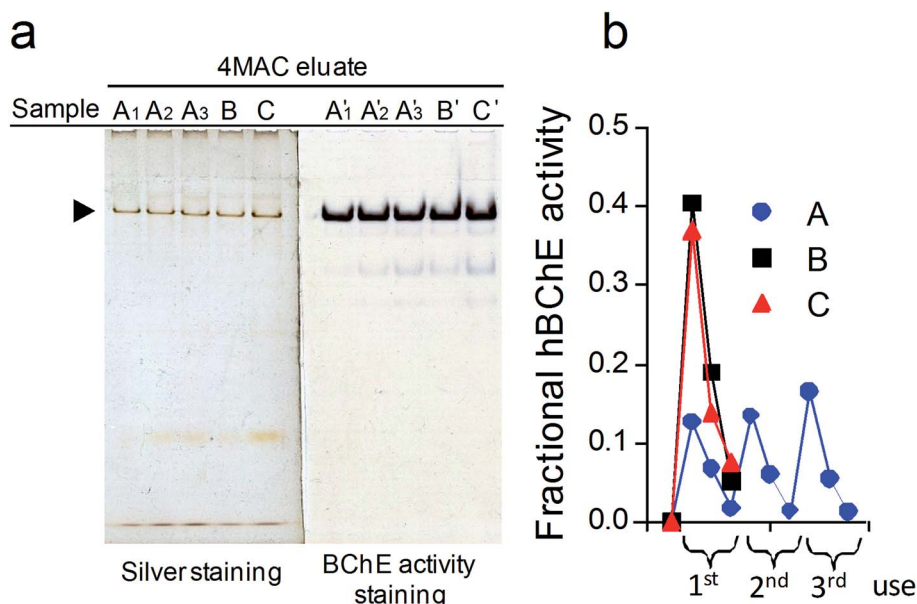 a
4MAC eluate
Sample A1 A2 A3 B C A'1 A'2 A'3 B' C'
Silver staining
BChE activity
staining
b
Fractional hBChE activity
0.5
0.4
0.3
0.2
0.1
0.0
A
B
C
1st 2nd 3rd use